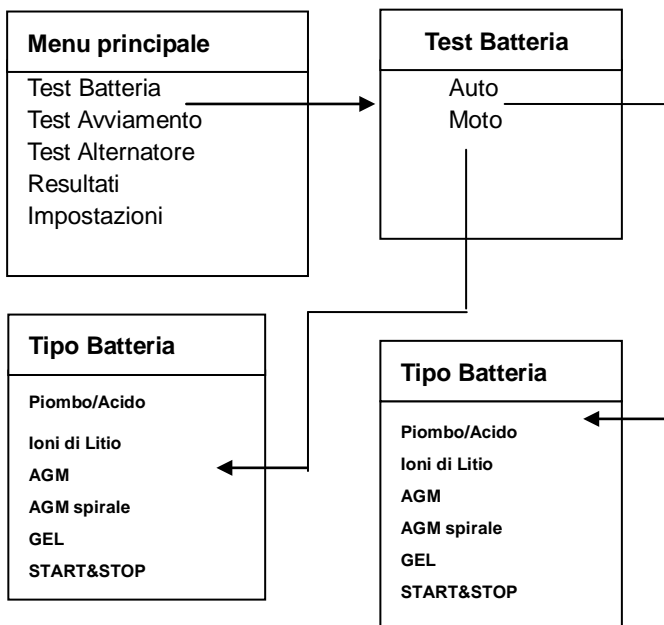 Menu principale
Test Batteria
Test Avviamento
Test Alternatore
Resultati
Impostazioni
Test Batteria
Auto
Moto
Tipo Batteria
Piombo/Acido
Ioni di Litio
AGM
AGM spirale
GEL
START&STOP
Tipo Batteria
Piombo/Acido
Ioni di Litio
AGM
AGM spirale
GEL
START&STOP